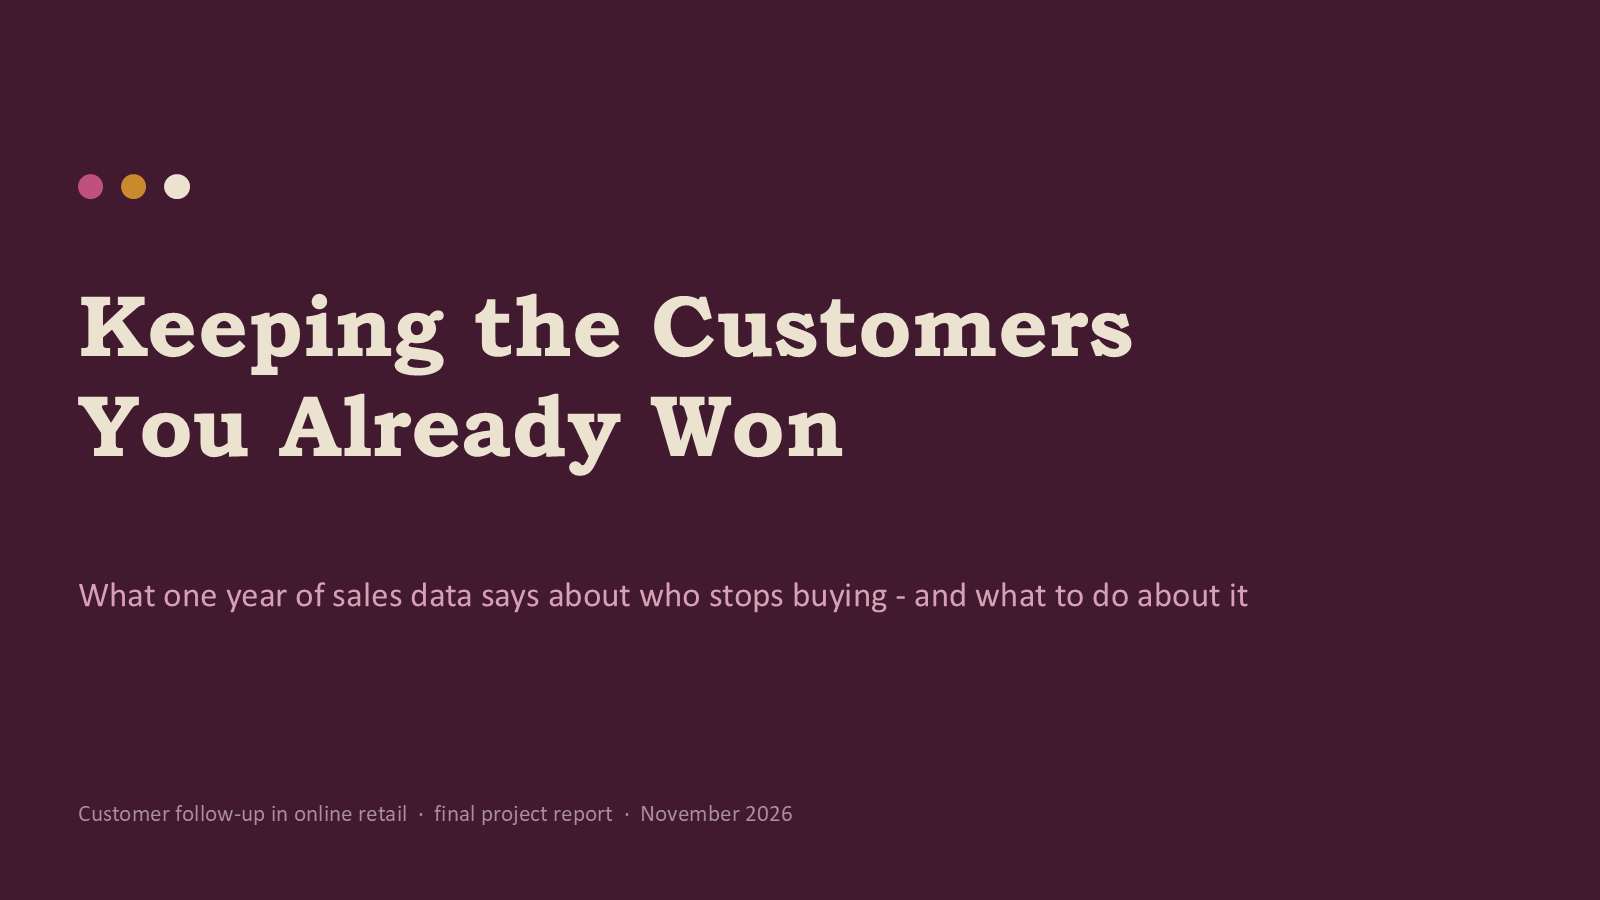 Keeping the Customers
You Already Won
What one year of sales data says about who stops buying - and what to do about it
Customer follow-up in online retail · final project report · November 2026